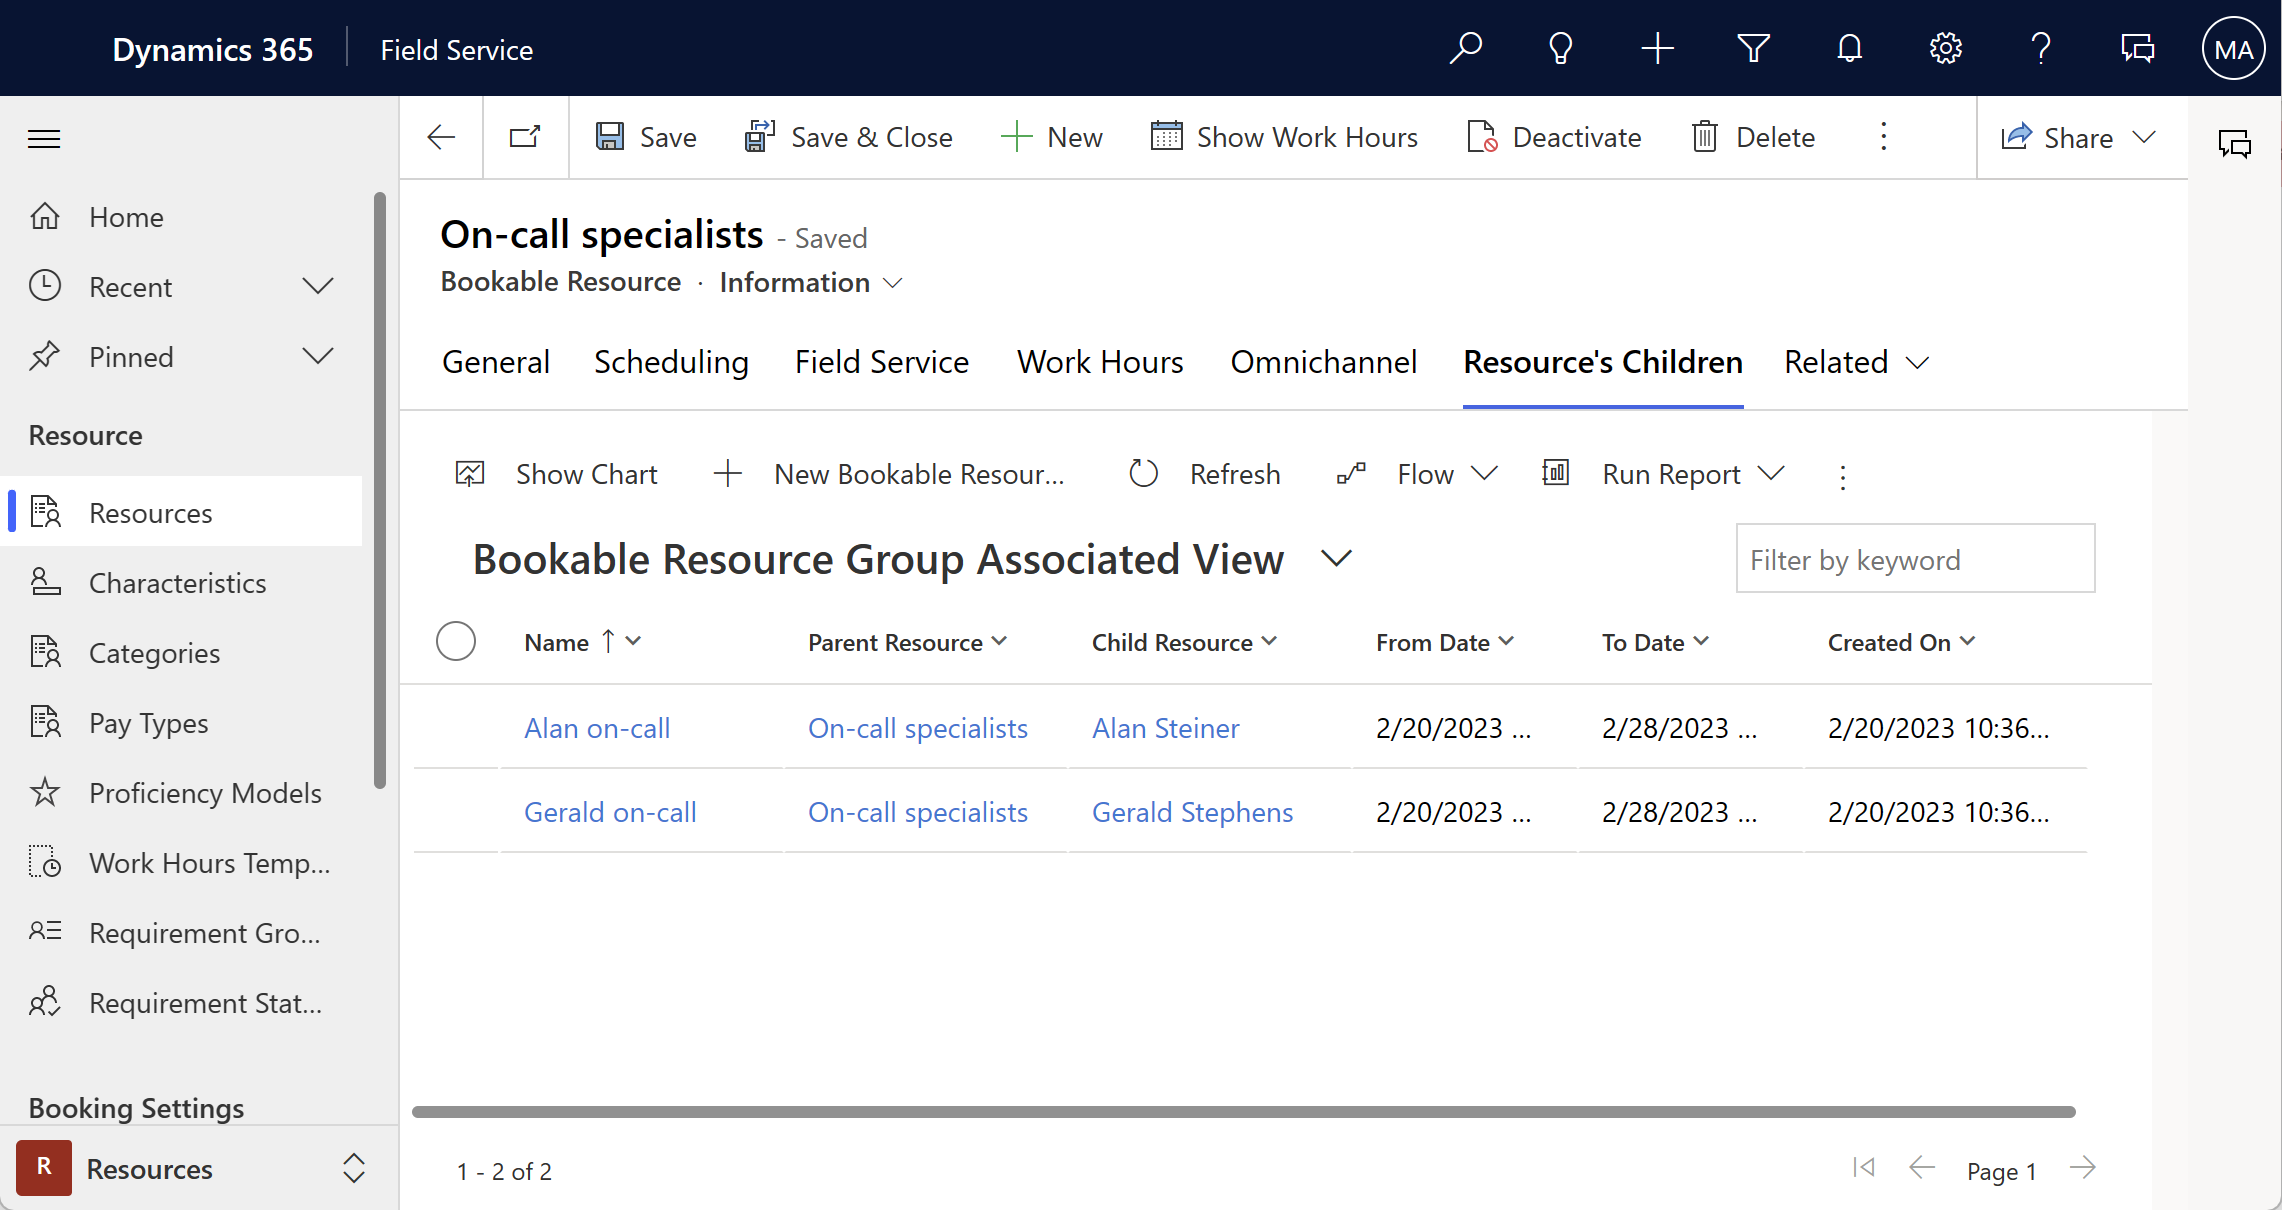 Dynamics 365 Field Service MA
Save Save & Close New Show Work Hours Deactivate Delete Share
Home
Recent
Pinned
Resource
Resources
Characteristics
Categories
Pay Types
Proficiency Models
Work Hours Temp...
Requirement Gro...
Requirement Stat...
Booking Settings
R Resources
On-call specialists - Saved
Bookable Resource · Information
General Scheduling Field Service Work Hours Omnichannel Resource's Children Related
Show Chart New Bookable Resour... Refresh Flow Run Report
Bookable Resource Group Associated View Filter by keyword
Name Parent Resource Child Resource From Date To Date Created On
Alan on-call On-call specialists Alan Steiner 2/20/2023 ... 2/28/2023 ... 2/20/2023 10:36...
Gerald on-call On-call specialists Gerald Stephens 2/20/2023 ... 2/28/2023 ... 2/20/2023 10:36...
1 - 2 of 2 Page 1